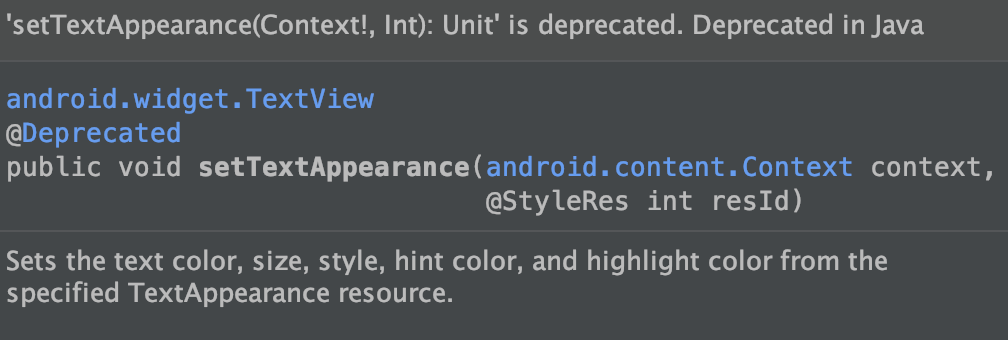 'setTextAppearance(Context!, Int): Unit' is deprecated. Deprecated in Java
android.widget.TextView
@Deprecated
public void setTextAppearance(android.content.Context context,
@StyleRes int resId)
Sets the text color, size, style, hint color, and highlight color from the
specified TextAppearance resource.